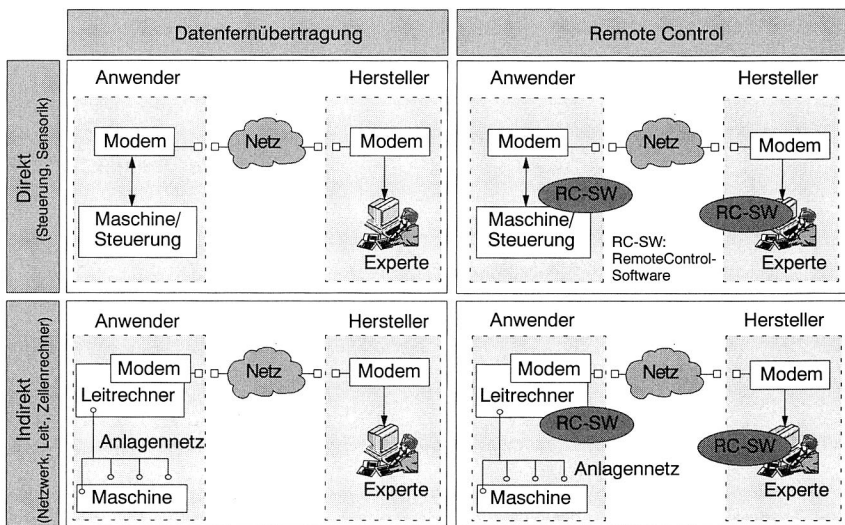 Datenfernübertragung
Remote Control
Direkt
(Steuerung, Sensorik)
Anwender
Hersteller
Modem
Netz
Modem
Maschine/
Steuerung
Experte
Anwender
Hersteller
Modem
Netz
Modem
RC-SW
Maschine/
Steuerung
RC-SW:
RemoteControl-
Software
RC-SW
Experte
Indirekt
(Netzwerk, Leit-, Zellenrechner)
Anwender
Hersteller
Modem
Netz
Modem
Leitrechner
Anlagennetz
Maschine
Experte
Anwender
Hersteller
Modem
Netz
Modem
Leitrechner
RC-SW
RC-SW
Anlagennetz
Maschine
Experte